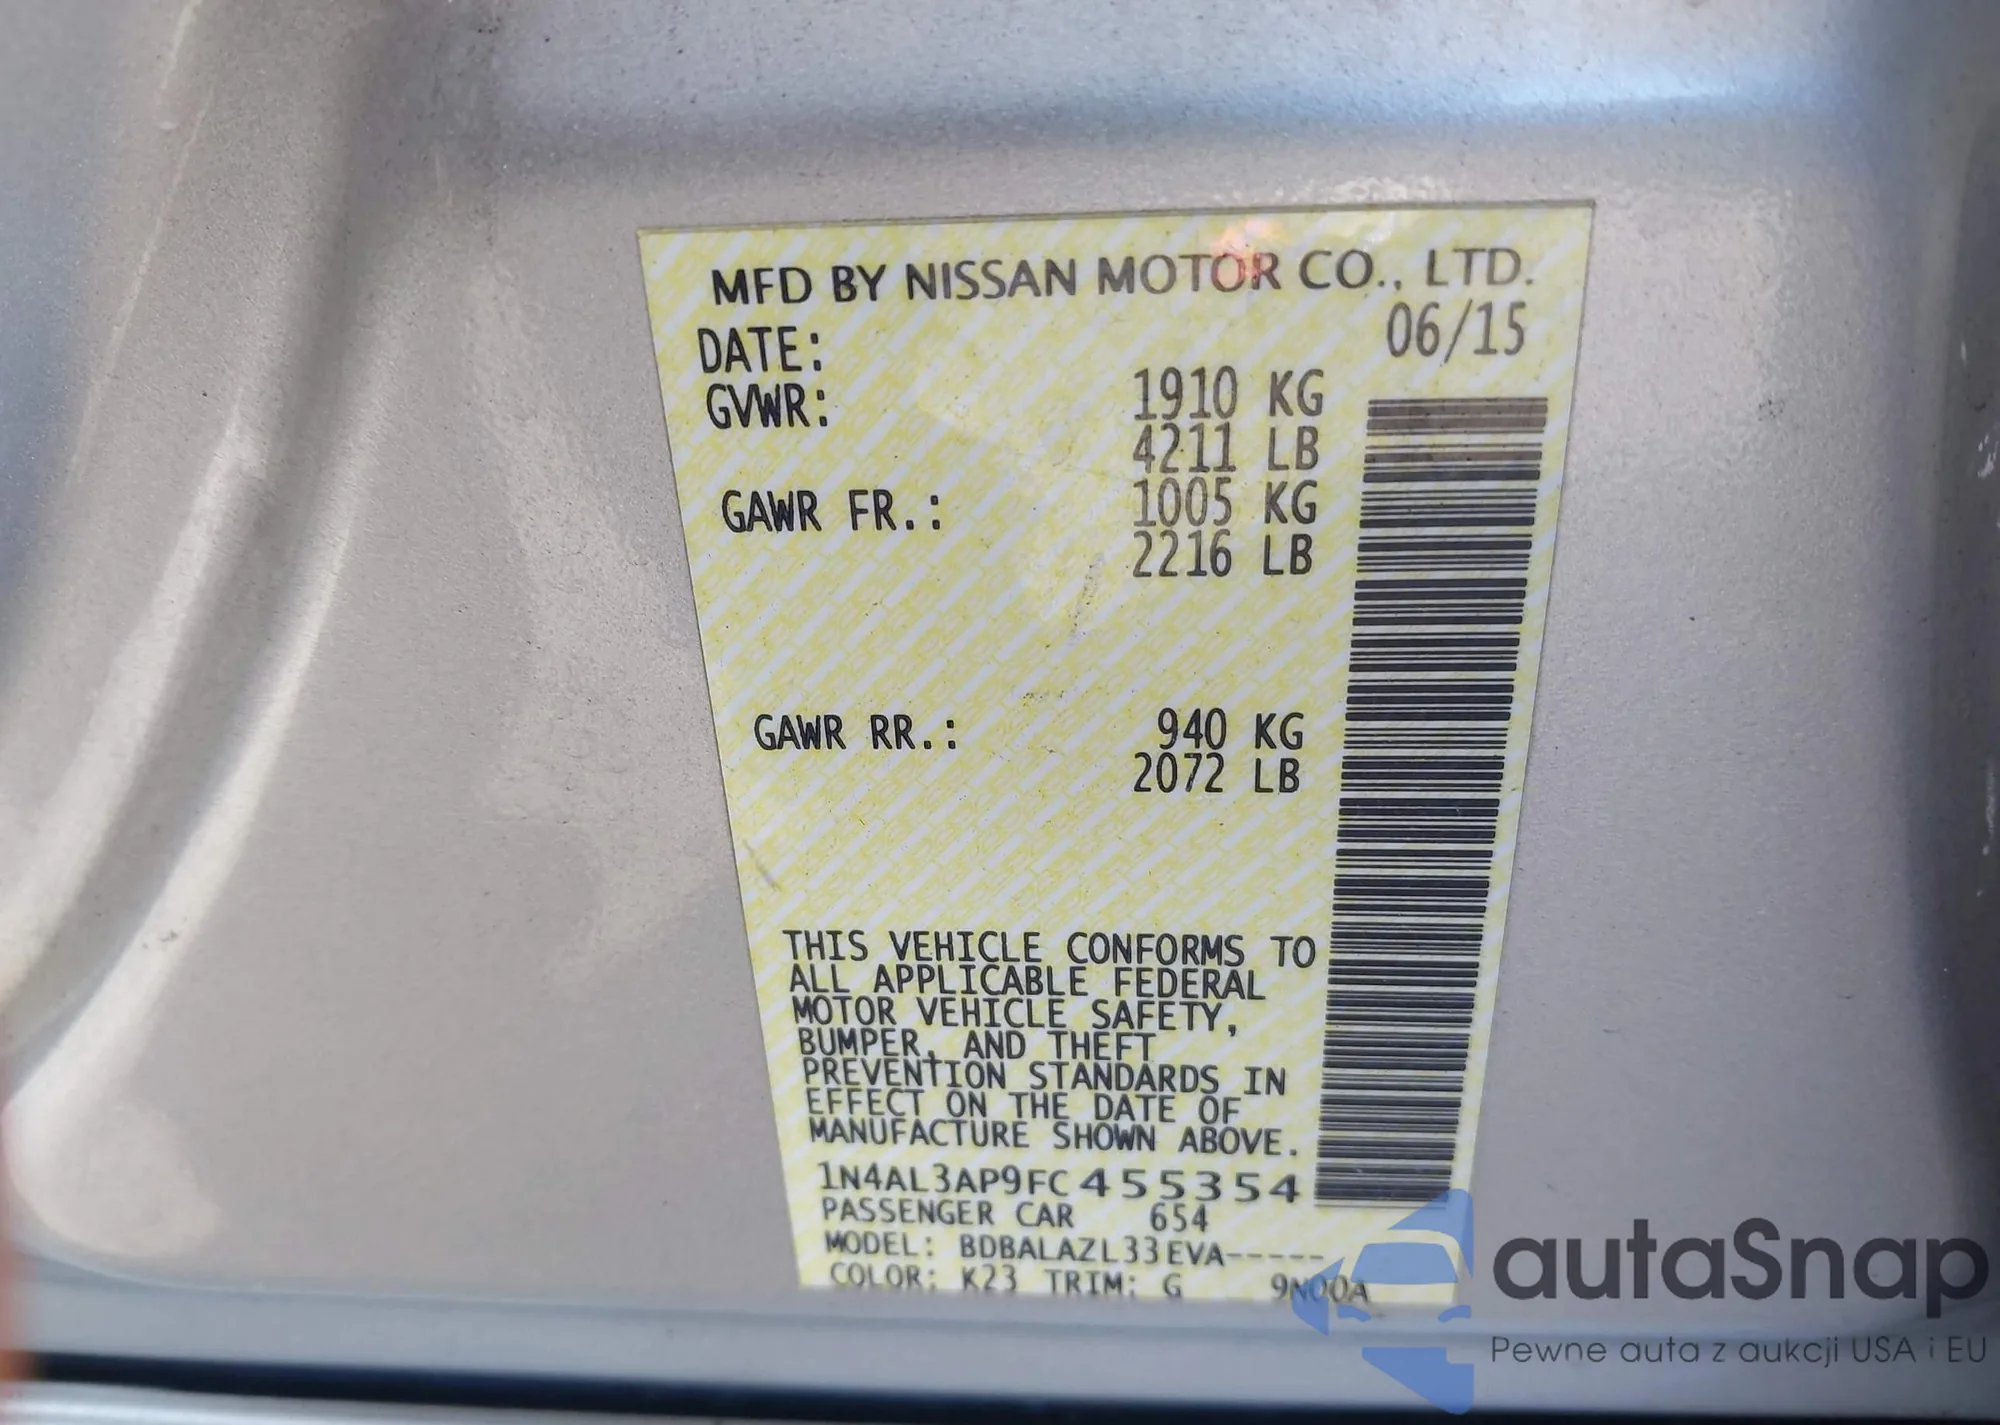 MFD BY NISSAN MOTOR CO., LTD.
DATE: 06/15
GVWR: 1910 KG
4211 LB
GAWR FR.: 1005 KG
2216 LB
GAWR RR.: 940 KG
2072 LB
THIS VEHICLE CONFORMS TO
ALL APPLICABLE FEDERAL
MOTOR VEHICLE SAFETY,
BUMPER, AND THEFT
PREVENTION STANDARDS IN
EFFECT ON THE DATE OF
MANUFACTURE SHOWN ABOVE.
1N4AL3AP9FC455354
PASSENGER CAR 654
MODEL: BDBALAZL33EVA-----
COLOR: K23 TRIM: G 9N00A
autaSnap
Pewne auta z aukcji USA i EU